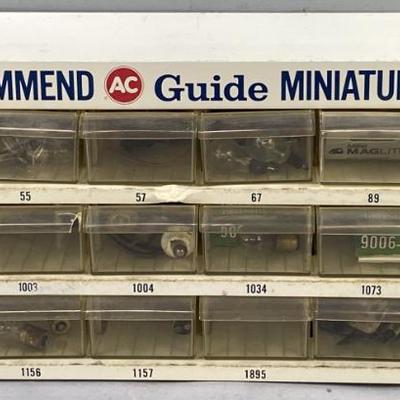 MMEND AC Guide MINIATU
55 57 67 89
MAGLITE
1003 1004 1034 1073
9006-
1156 1157 1895